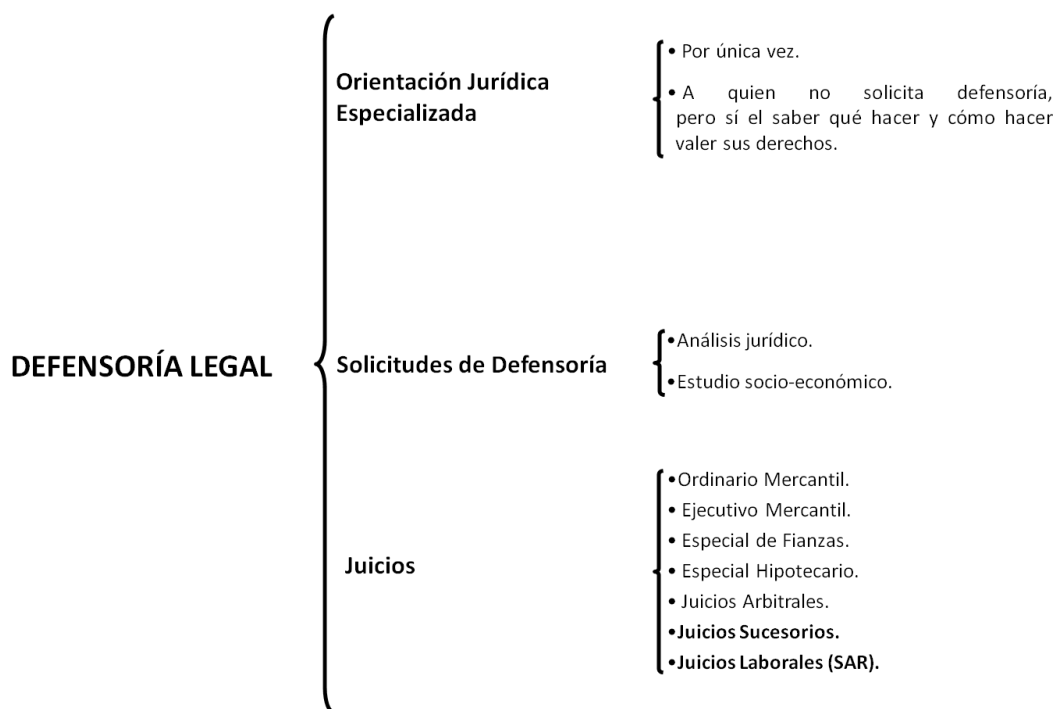 Orientación Jurídica
Especializada
• Por única vez.
• A quien no solicita defensoría,
pero sí el saber qué hacer y cómo hacer
valer sus derechos.
DEFENSORÍA LEGAL
Solicitudes de Defensoría
•Análisis jurídico.
•Estudio socio-económico.
Juicios
•Ordinario Mercantil.
• Ejecutivo Mercantil.
• Especial de Fianzas.
• Especial Hipotecario.
• Juicios Arbitrales.
•Juicios Sucesorios.
•Juicios Laborales (SAR).